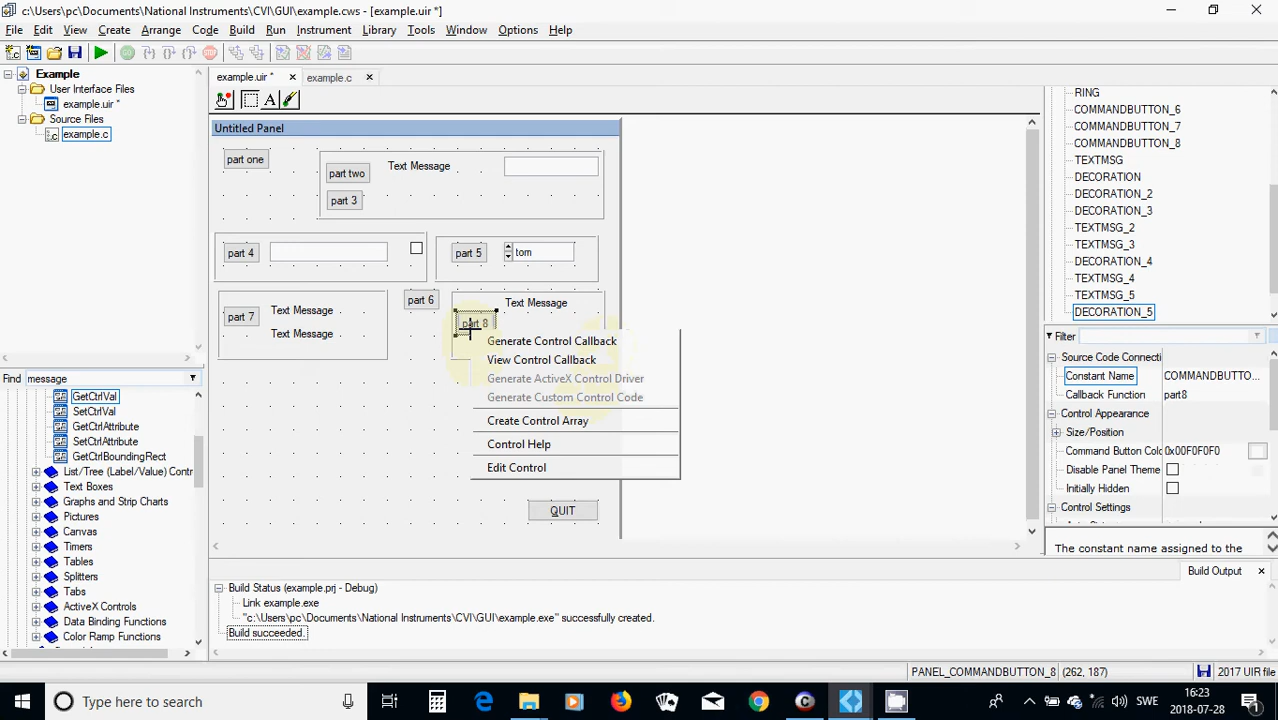 c:\Users\pc\Documents\National Instruments\CVI\GUI\example.cws - [example.uir *]
File Edit View Create Arrange Code Build Run Instrument Library Tools Window Options Help
Example
User Interface Files
example.uir *
Source Files
example.c
Find message
GetCtrlVal
SetCtrlVal
GetCtrlAttribute
SetCtrlAttribute
GetCtrlBoundingRect
List/Tree (Label/Value) Contr
Text Boxes
Graphs and Strip Charts
Pictures
Canvas
Timers
Tables
Splitters
Tabs
ActiveX Controls
Data Binding Functions
Color Ramp Functions
example.uir *
example.c
A
Untitled Panel
part one
part two
Text Message
part 3
part 4
part 5
tom
part 6
part 7
Text Message
Text Message
Text Message
part 8
Generate Control Callback
View Control Callback
Generate ActiveX Control Driver
Generate Custom Control Code
Create Control Array
Control Help
Edit Control
QUIT
Build Status (example.prj - Debug)
Link example.exe
"c:\Users\pc\Documents\National Instruments\CVI\GUI\example.exe" successfully created.
Build succeeded.
RING
COMMANDBUTTON_6
COMMANDBUTTON_7
COMMANDBUTTON_8
TEXTMSG
DECORATION
DECORATION_2
DECORATION_3
TEXTMSG_2
TEXTMSG_3
DECORATION_4
TEXTMSG_4
TEXTMSG_5
DECORATION_5
Filter
Source Code Connecti
Constant Name COMMANDBUTTO...
Callback Function part8
Control Appearance
Size/Position
Command Button Colc 0x00F0F0F0
Disable Panel Theme
Initially Hidden
Control Settings
The constant name assigned to the
Build Output
PANEL_COMMANDBUTTON_8 (262, 187) 2017 UIR file
Type here to search
SWE
16:23
2018-07-28